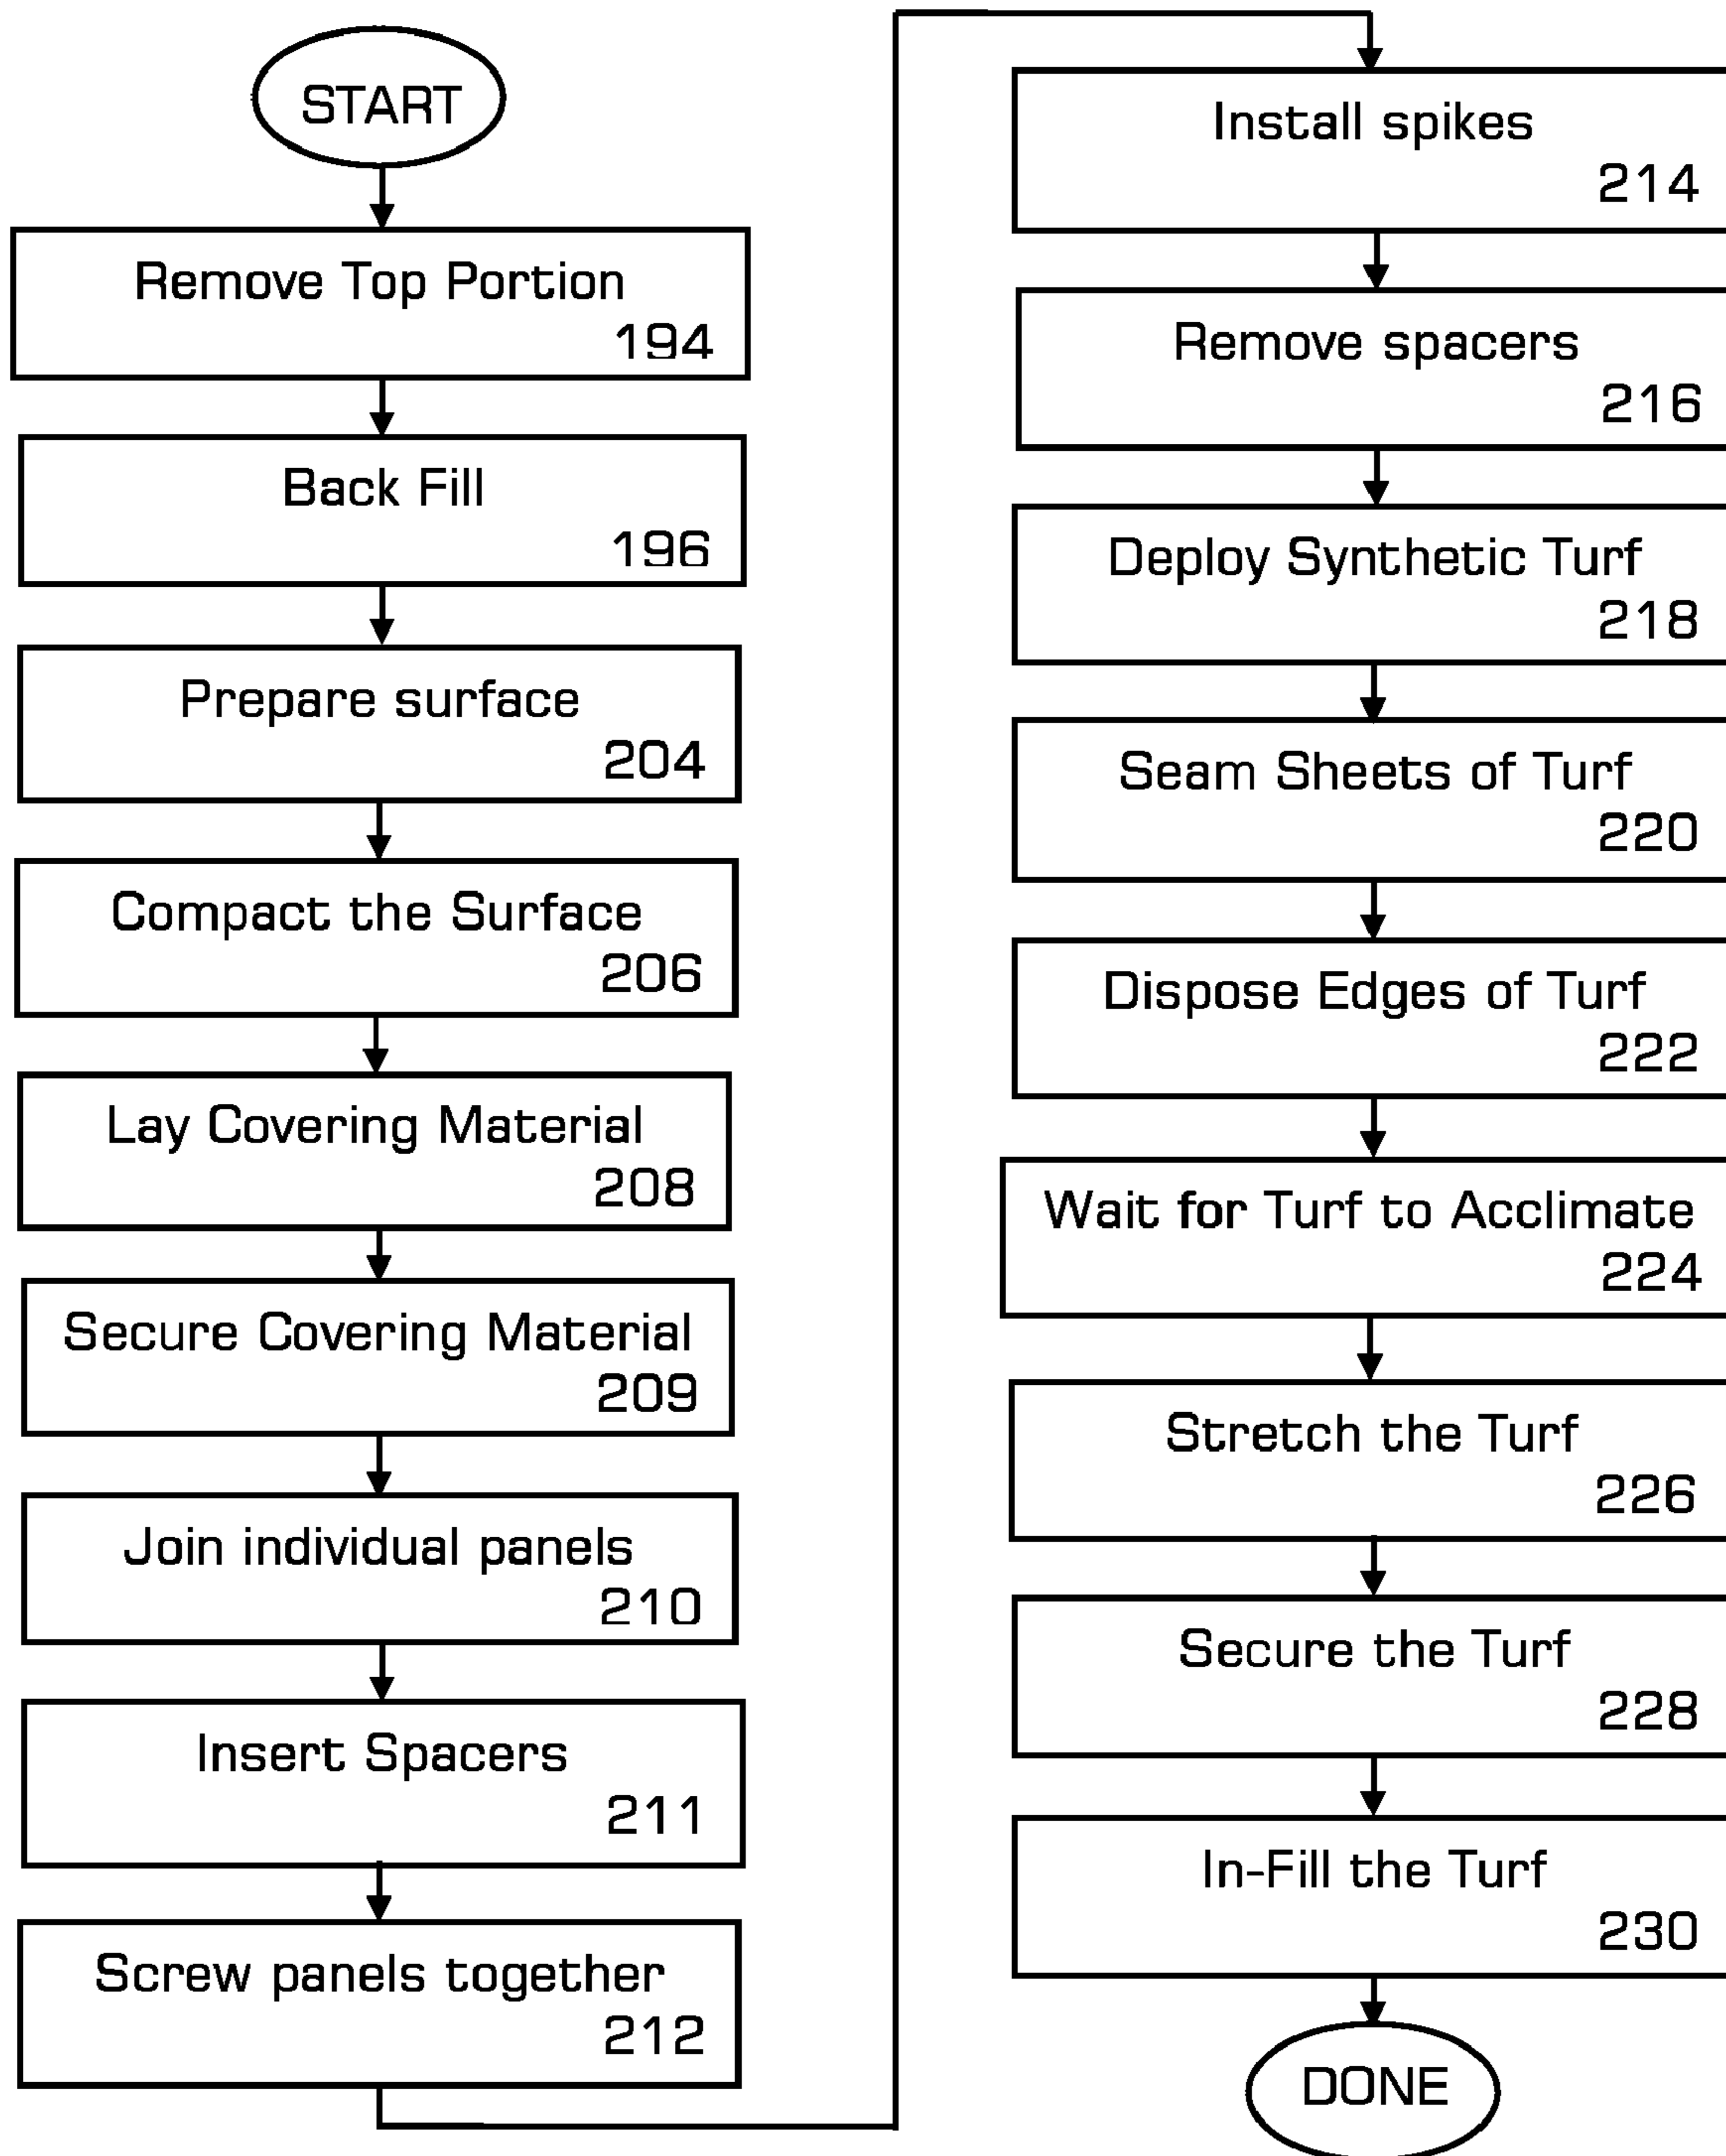 START
Remove Top Portion
194
Back Fill
196
Prepare surface
204
Compact the Surface
206
Lay Covering Material
208
Secure Covering Material
209
Join individual panels
210
Insert Spacers
211
Screw panels together
212
Install spikes
214
Remove spacers
216
Deploy Synthetic Turf
218
Seam Sheets of Turf
220
Dispose Edges of Turf
222
Wait for Turf to Acclimate
224
Stretch the Turf
226
Secure the Turf
228
In-Fill the Turf
230
DONE